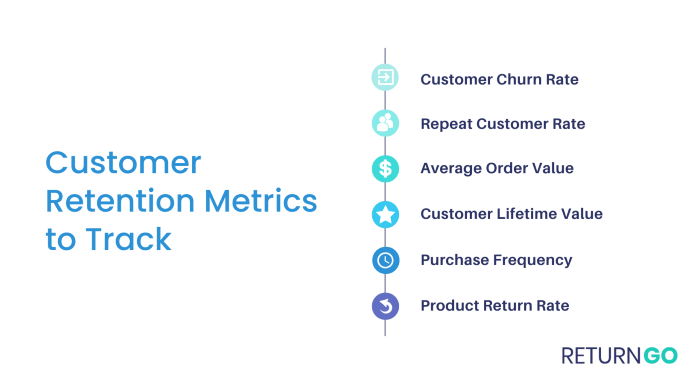 Customer
Retention Metrics
to Track
Customer Churn Rate
Repeat Customer Rate
Average Order Value
Customer Lifetime Value
Purchase Frequency
Product Return Rate
RETURNGO